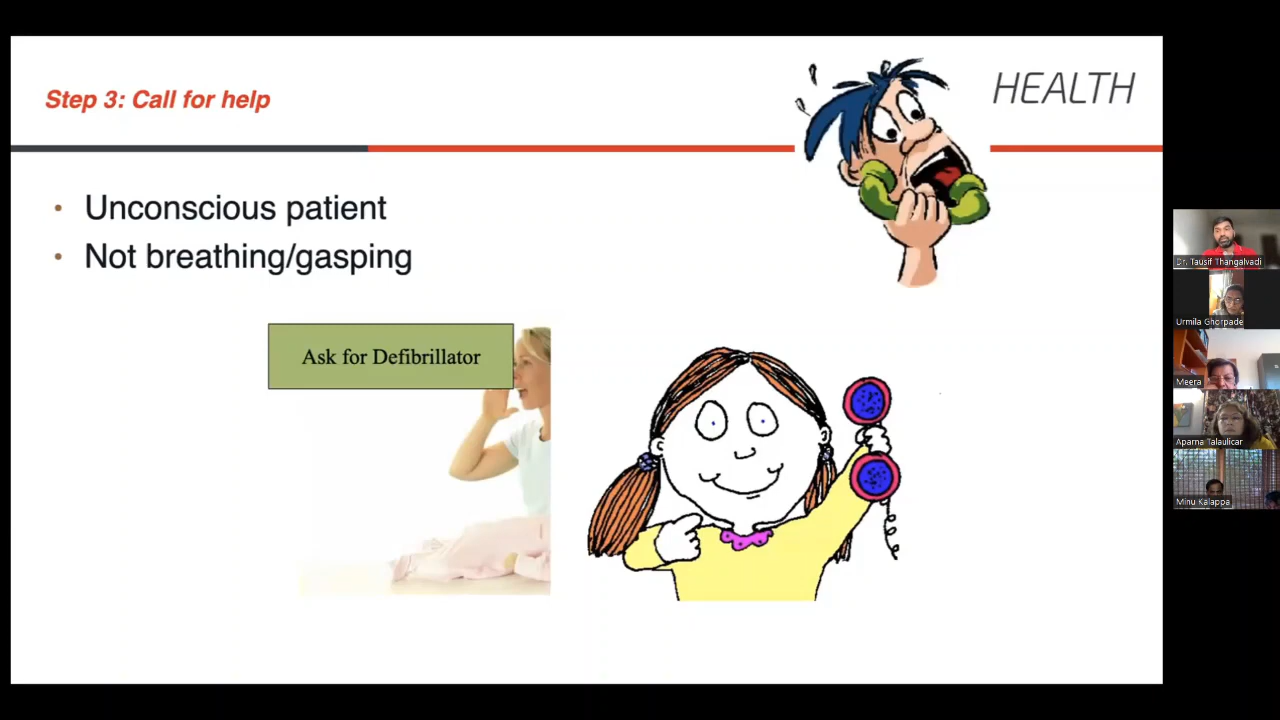 Step 3: Call for help
HEALTH
• Unconscious patient
• Not breathing/gasping
Ask for Defibrillator
Dr. Tausif Thangalvadi
Urmila Ghorpade
Meera
Aparna Talaulicar
Minu Kalappa